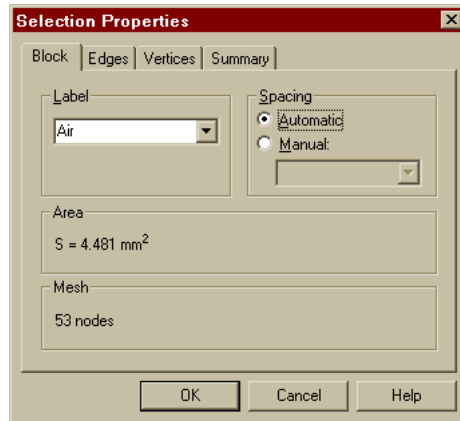 Selection Properties
Block Edges Vertices Summary
Label
Air
Spacing
Automatic
Manual:
Area
S = 4.481 mm²
Mesh
53 nodes
OK Cancel Help